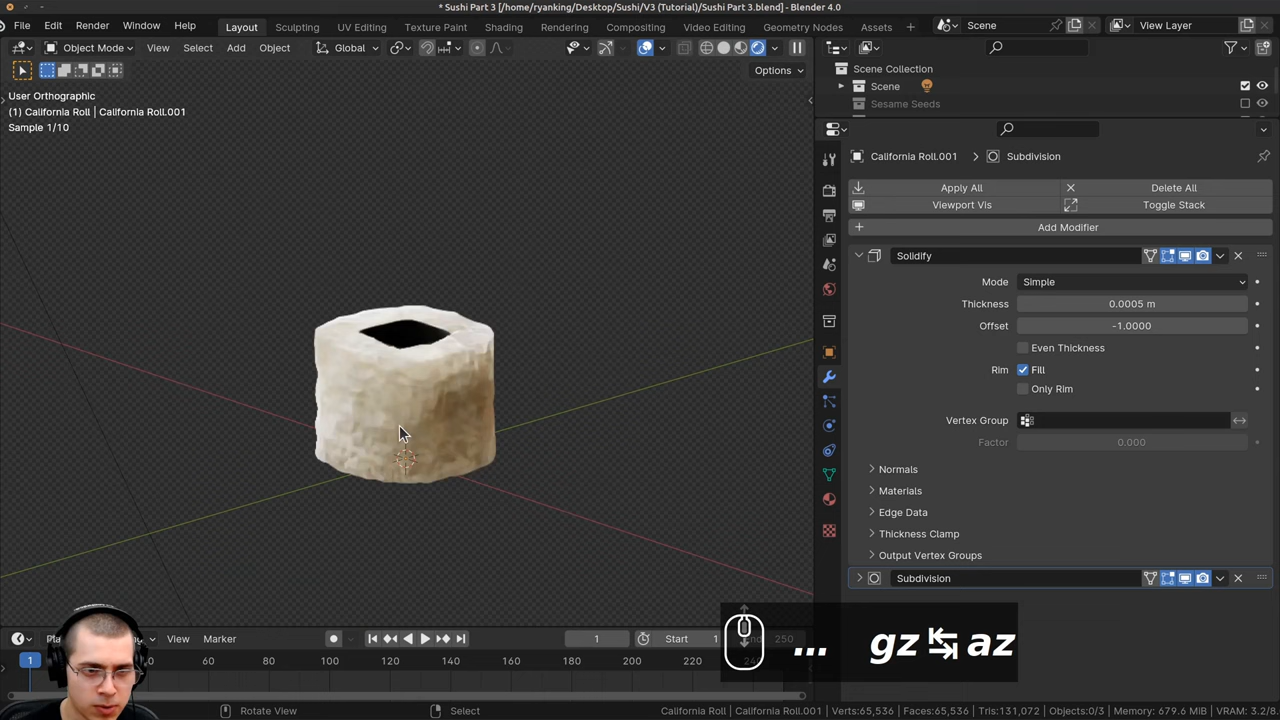 * Sushi Part 3 [/home/ryanking/Desktop/Sushi/V3 (Tutorial)/Sushi Part 3.blend] - Blender 4.0
File Edit Render Window Help Layout Sculpting UV Editing Texture Paint Shading Rendering Compositing Video Editing Assets Scene View Layer
Object Mode View Select Add Object Global
Options
User Orthographic
(1) California Roll | California Roll.001
Sample 1/10
Scene Collection
Scene
Sesame Seeds
California Roll.001 > Subdivision
Apply All Delete All
Viewport Vis Toggle Stack
Add Modifier
Solidify
Mode Simple
Thickness 0.0005 m
Offset -1.0000
Even Thickness
Rim Fill
Only Rim
Vertex Group
Factor 0.000
Normals
Materials
Edge Data
Thickness Clamp
Output Vertex Groups
Subdivision
... gz az
View Marker 1 Start 1 250
1 60 80 100 120 140 160 180 200 220 240
Rotate View Select California Roll | California Roll.001 | Verts:65,536 | Faces:65,536 | Tris:131,072 | Objects:0/3 | Memory: 679.6 MiB | VRAM: 3.2/8.